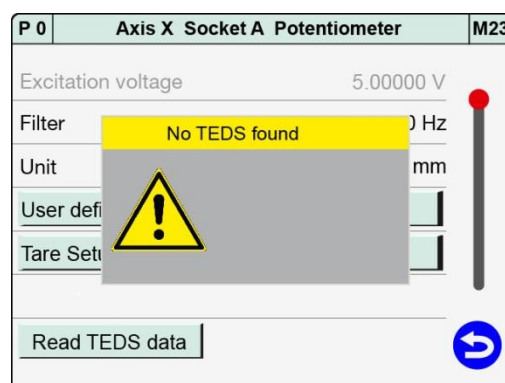 P 0 Axis X Socket A Potentiometer M23
Excitation voltage 5.00000 V
Filter 0 Hz
No TEDS found
Unit mm
User defi
Tare Setu
Read TEDS data